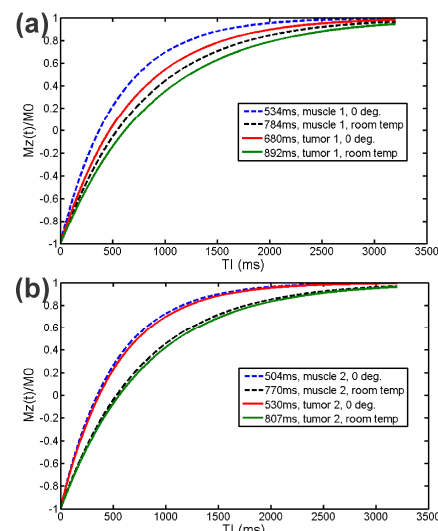 (a)
Mz(t)/M0
1
0.8
0.6
0.4
0.2
0
-0.2
-0.4
-0.6
-0.8
-1
534ms, muscle 1, 0 deg.
784ms, muscle 1, room temp
680ms, tumor 1, 0 deg.
892ms, tumor 1, room temp
0 500 1000 1500 2000 2500 3000 3500
TI (ms)
(b)
Mz(t)/M0
1
0.8
0.6
0.4
0.2
0
-0.2
-0.4
-0.6
-0.8
-1
504ms, muscle 2, 0 deg.
770ms, muscle 2, room temp
530ms, tumor 2, 0 deg.
807ms, tumor 2, room temp
0 500 1000 1500 2000 2500 3000 3500
TI (ms)